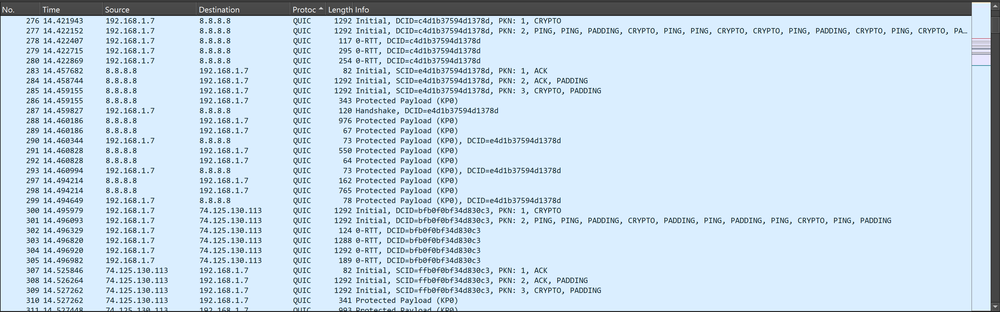 No. Time Source Destination Protoc Length Info
276 14.421943 192.168.1.7 8.8.8.8 QUIC 1292 Initial, DCID=c4d1b37594d1378d, PKN: 1, CRYPTO
277 14.422152 192.168.1.7 8.8.8.8 QUIC 1292 Initial, DCID=c4d1b37594d1378d, PKN: 2, PING, PING, PADDING, CRYPTO, PING, PING, CRYPTO, CRYPTO, PING, PADDING, CRYPTO, PING, CRYPTO, PA…
278 14.422407 192.168.1.7 8.8.8.8 QUIC 117 0-RTT, DCID=c4d1b37594d1378d
279 14.422715 192.168.1.7 8.8.8.8 QUIC 295 0-RTT, DCID=c4d1b37594d1378d
280 14.422869 192.168.1.7 8.8.8.8 QUIC 254 0-RTT, DCID=c4d1b37594d1378d
283 14.457682 8.8.8.8 192.168.1.7 QUIC 82 Initial, SCID=e4d1b37594d1378d, PKN: 1, ACK
284 14.458744 8.8.8.8 192.168.1.7 QUIC 1292 Initial, SCID=e4d1b37594d1378d, PKN: 2, ACK, PADDING
285 14.459155 8.8.8.8 192.168.1.7 QUIC 1292 Initial, SCID=e4d1b37594d1378d, PKN: 3, CRYPTO, PADDING
286 14.459155 8.8.8.8 192.168.1.7 QUIC 343 Protected Payload (KP0)
287 14.459827 192.168.1.7 8.8.8.8 QUIC 120 Handshake, DCID=e4d1b37594d1378d
288 14.460186 8.8.8.8 192.168.1.7 QUIC 976 Protected Payload (KP0)
289 14.460186 8.8.8.8 192.168.1.7 QUIC 67 Protected Payload (KP0)
290 14.460344 192.168.1.7 8.8.8.8 QUIC 73 Protected Payload (KP0), DCID=e4d1b37594d1378d
291 14.460828 8.8.8.8 192.168.1.7 QUIC 550 Protected Payload (KP0)
292 14.460828 8.8.8.8 192.168.1.7 QUIC 64 Protected Payload (KP0)
293 14.460994 192.168.1.7 8.8.8.8 QUIC 73 Protected Payload (KP0), DCID=e4d1b37594d1378d
297 14.494214 8.8.8.8 192.168.1.7 QUIC 162 Protected Payload (KP0)
298 14.494214 8.8.8.8 192.168.1.7 QUIC 765 Protected Payload (KP0)
299 14.494649 192.168.1.7 8.8.8.8 QUIC 78 Protected Payload (KP0), DCID=e4d1b37594d1378d
300 14.495979 192.168.1.7 74.125.130.113 QUIC 1292 Initial, DCID=bfb0f0bf34d830c3, PKN: 1, CRYPTO
301 14.496093 192.168.1.7 74.125.130.113 QUIC 1292 Initial, DCID=bfb0f0bf34d830c3, PKN: 2, PING, PING, PADDING, CRYPTO, PADDING, PING, PADDING, PING, CRYPTO, PING, PADDING
302 14.496329 192.168.1.7 74.125.130.113 QUIC 124 0-RTT, DCID=bfb0f0bf34d830c3
303 14.496820 192.168.1.7 74.125.130.113 QUIC 1288 0-RTT, DCID=bfb0f0bf34d830c3
304 14.496920 192.168.1.7 74.125.130.113 QUIC 1292 0-RTT, DCID=bfb0f0bf34d830c3
305 14.496982 192.168.1.7 74.125.130.113 QUIC 189 0-RTT, DCID=bfb0f0bf34d830c3
307 14.525846 74.125.130.113 192.168.1.7 QUIC 82 Initial, SCID=ffb0f0bf34d830c3, PKN: 1, ACK
308 14.526264 74.125.130.113 192.168.1.7 QUIC 1292 Initial, SCID=ffb0f0bf34d830c3, PKN: 2, ACK, PADDING
309 14.527262 74.125.130.113 192.168.1.7 QUIC 1292 Initial, SCID=ffb0f0bf34d830c3, PKN: 3, CRYPTO, PADDING
310 14.527262 74.125.130.113 192.168.1.7 QUIC 341 Protected Payload (KP0)
311 14.527448 74.125.130.113 192.168.1.7 QUIC 993 Protected Payload (KP0)